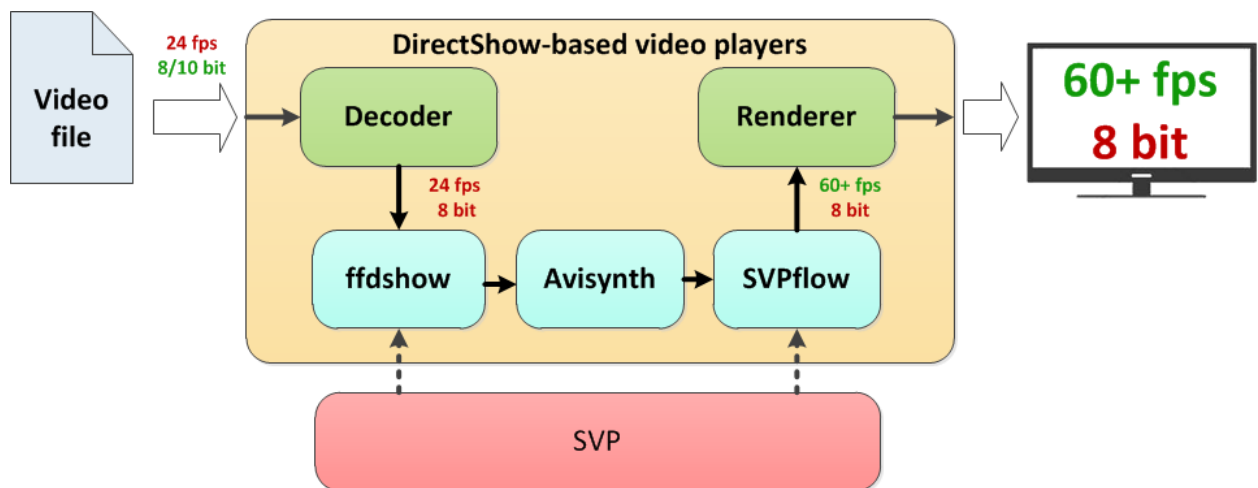 DirectShow-based video players
24 fps
8/10 bit
Video
file
Decoder
Renderer
60+ fps
8 bit
24 fps
8 bit
60+ fps
8 bit
ffdshow
Avisynth
SVPflow
SVP